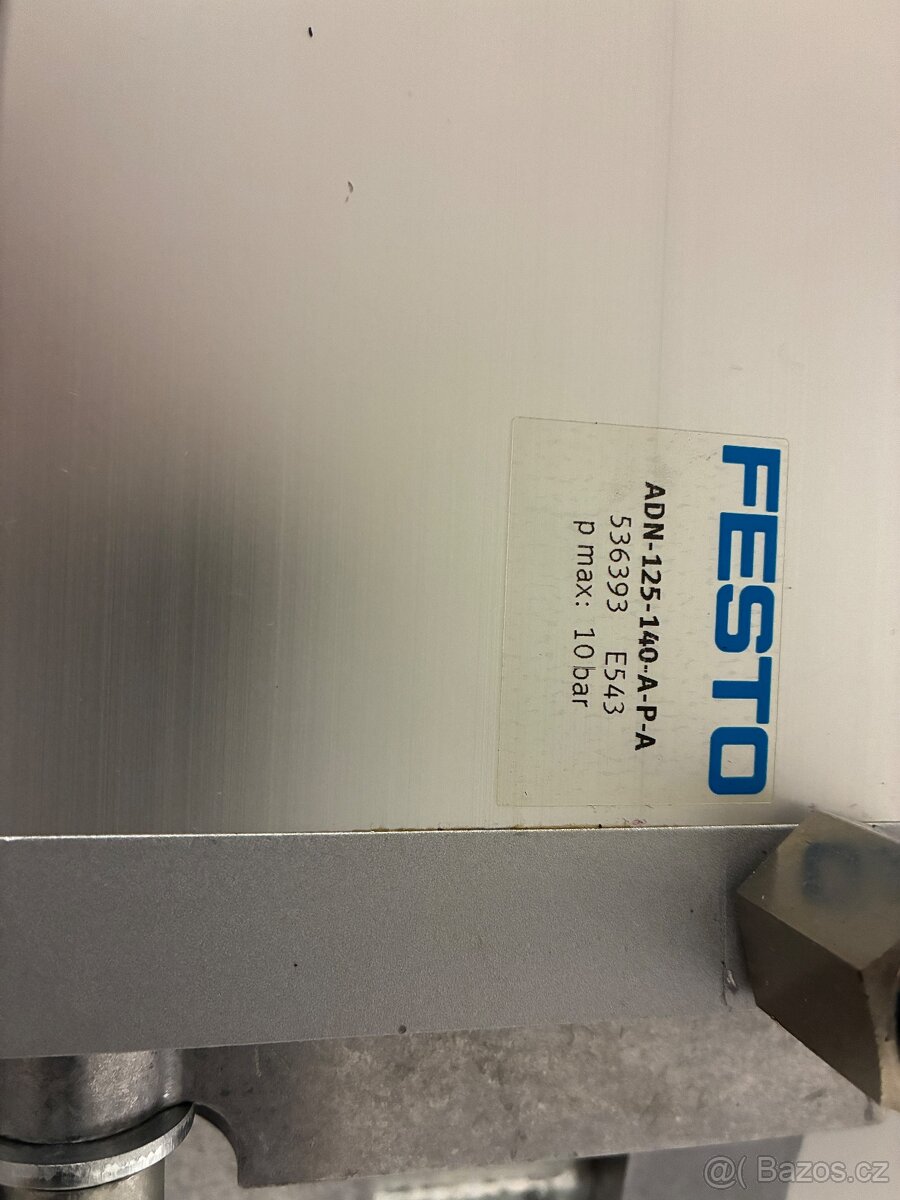 FESTO
ADN-125-140-A-P-A
536393 E543
p max: 10 bar
@( Bazos.cz